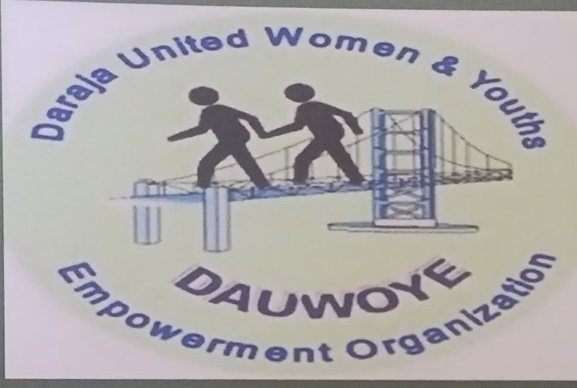 Daraja United Women & Youths
DAUWOYE
Empowerment Organization